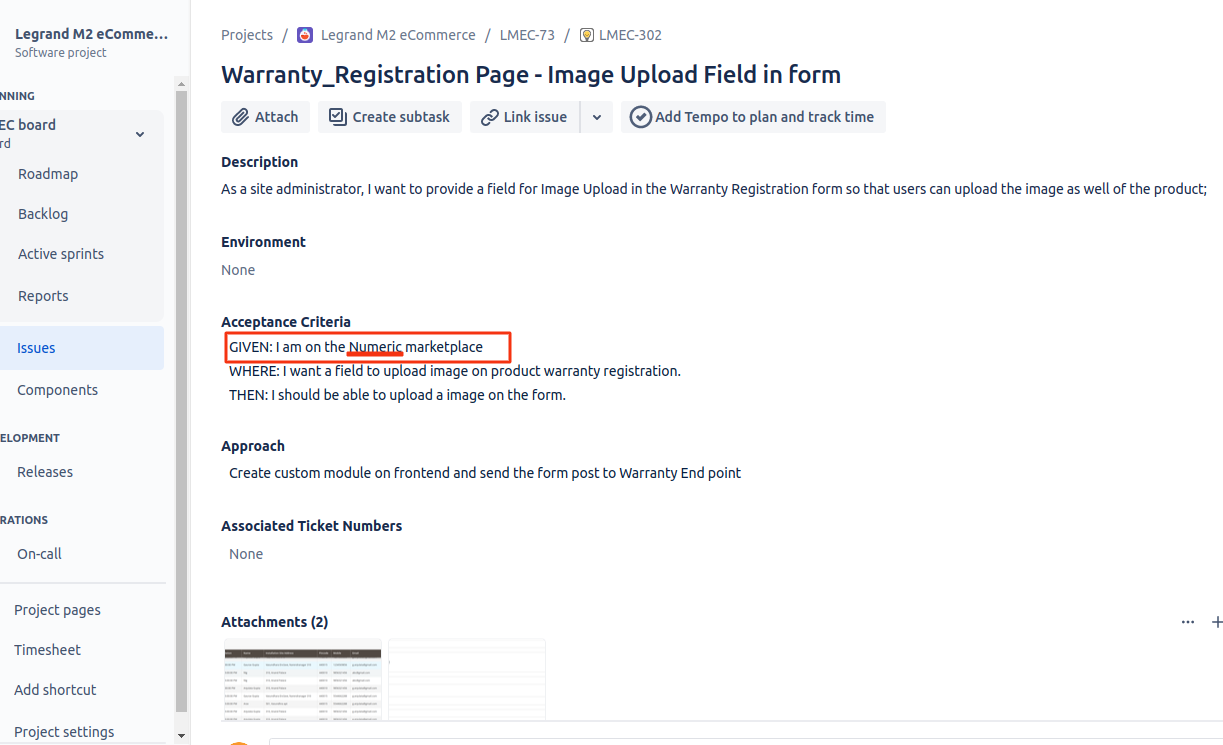 Legrand M2 eComme...
Software project
NNING
EC board
rd
Roadmap
Backlog
Active sprints
Reports
Issues
Components
ELOPMENT
Releases
RATIONS
On-call
Project pages
Timesheet
Add shortcut
Project settings
Projects / Legrand M2 eCommerce / LMEC-73 / LMEC-302
Warranty_Registration Page - Image Upload Field in form
Attach Create subtask Link issue Add Tempo to plan and track time
Description
As a site administrator, I want to provide a field for Image Upload in the Warranty Registration form so that users can upload the image as well of the product;
Environment
None
Acceptance Criteria
GIVEN: I am on the Numeric marketplace
WHERE: I want a field to upload image on product warranty registration.
THEN: I should be able to upload a image on the form.
Approach
Create custom module on frontend and send the form post to Warranty End point
Associated Ticket Numbers
None
Attachments (2)